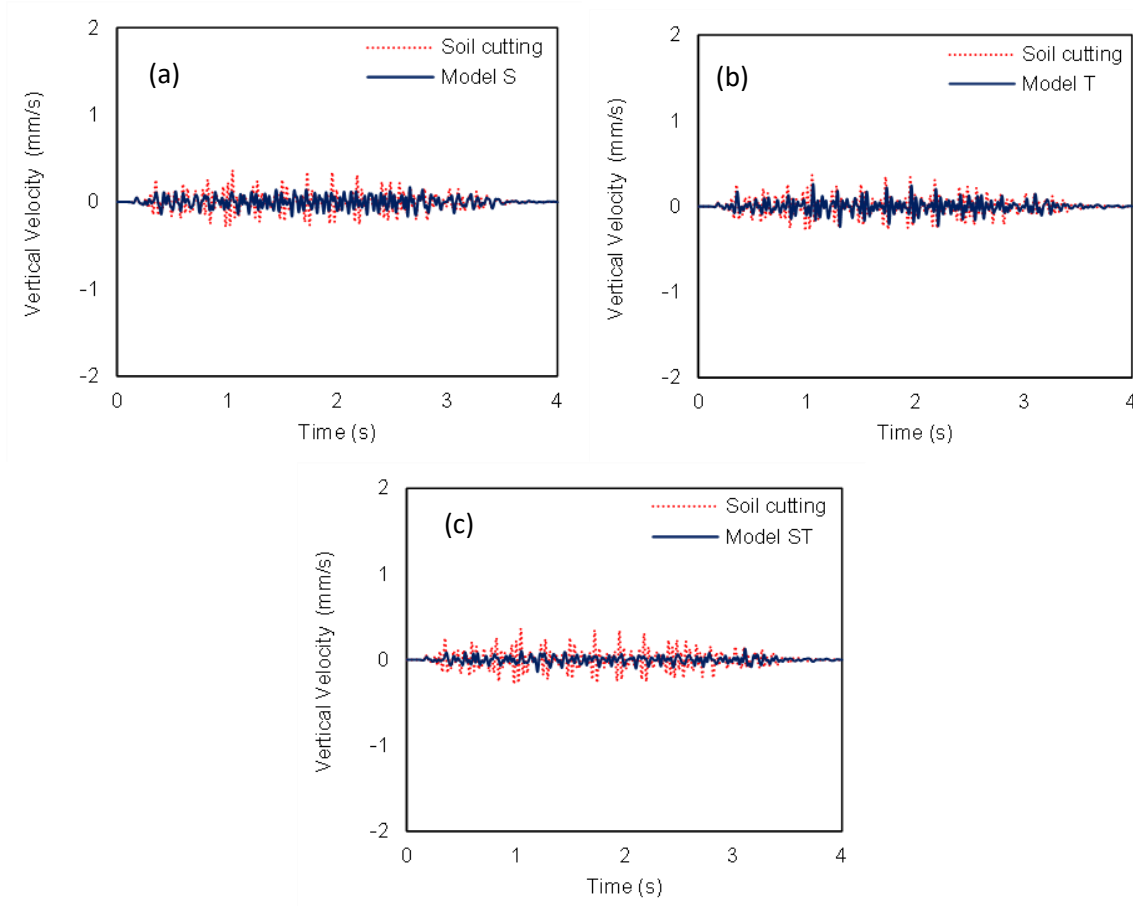 2
Soil cutting
Model S
(a)
1
0
-1
-2
0 1 2 3 4
Vertical Velocity (mm/s)
Time (s)
2
Soil cutting
Model T
(b)
1
0
-1
-2
0 1 2 3 4
Vertical Velocity (mm/s)
Time (s)
2
Soil cutting
Model ST
(c)
1
0
-1
-2
0 1 2 3 4
Vertical Velocity (mm/s)
Time (s)